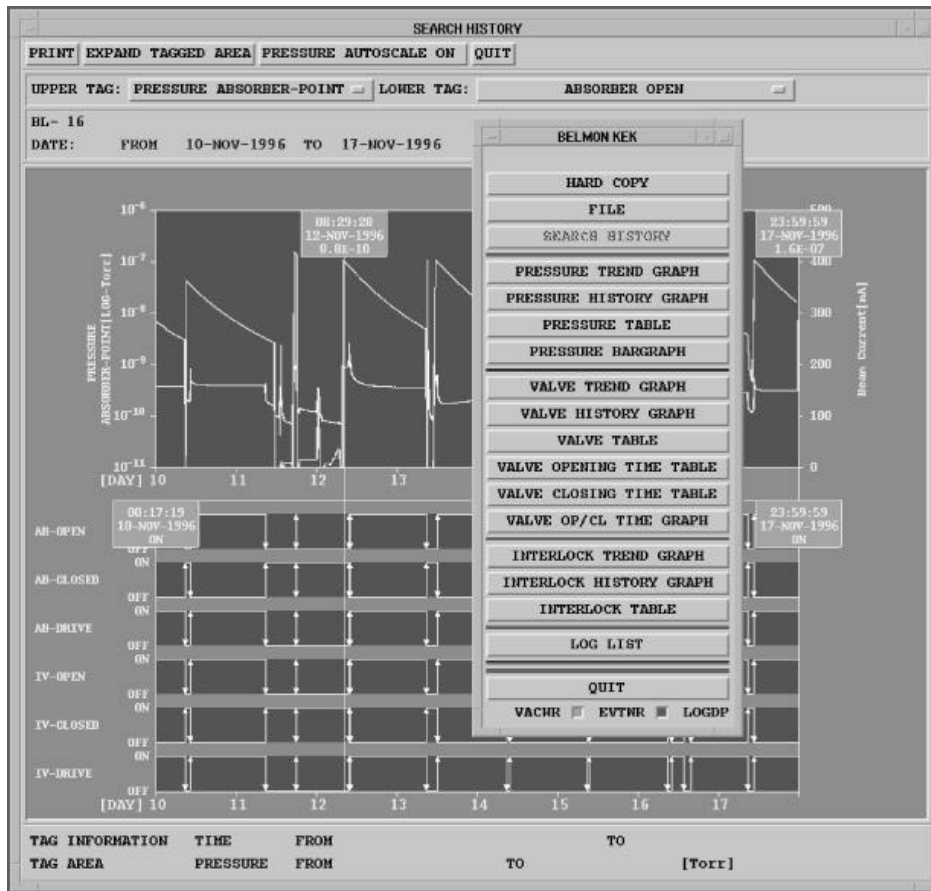 SEARCH HISTORY
PRINT EXPAND TAGGED AREA PRESSURE AUTOSCALE ON QUIT
UPPER TAG: PRESSURE ABSORBER-POINT LOWER TAG: ABSORBER OPEN
BL- 16
DATE: FROM 10-NOV-1996 TO 17-NOV-1996
BELMON KEK
HARD COPY
FILE
SEARCH HISTORY
PRESSURE TREND GRAPH
PRESSURE HISTORY GRAPH
PRESSURE TABLE
PRESSURE BARGRAPH
VALVE TREND GRAPH
VALVE HISTORY GRAPH
VALVE TABLE
VALVE OPENING TIME TABLE
VALVE CLOSING TIME TABLE
VALVE OP/CL TIME GRAPH
INTERLOCK TREND GRAPH
INTERLOCK HISTORY GRAPH
INTERLOCK TABLE
LOG LIST
QUIT
VACWR EVTWR LOGDP
10-6
10-7
10-8
10-9
10-10
10-11
PRESSURE
ABSORBER-POINT[LOG-Torr]
12-NOV-1996
23:59:59
17-NOV-1996
1.6E-07
500
400
300
200
100
0
Beam Current[mA]
[DAY] 10 11 12 13
00:17:19
10-NOV-1996
ON
23:59:59
17-NOV-1996
ON
AB-OPEN
OFF
ON
AB-CLOSED
OFF
ON
AB-DRIVE
OFF
ON
IV-OPEN
OFF
ON
IV-CLOSED
OFF
ON
IV-DRIVE
OFF
[DAY] 10 11 12 13 14 15 16 17
TAG INFORMATION TIME FROM TO
TAG AREA PRESSURE FROM TO [Torr]